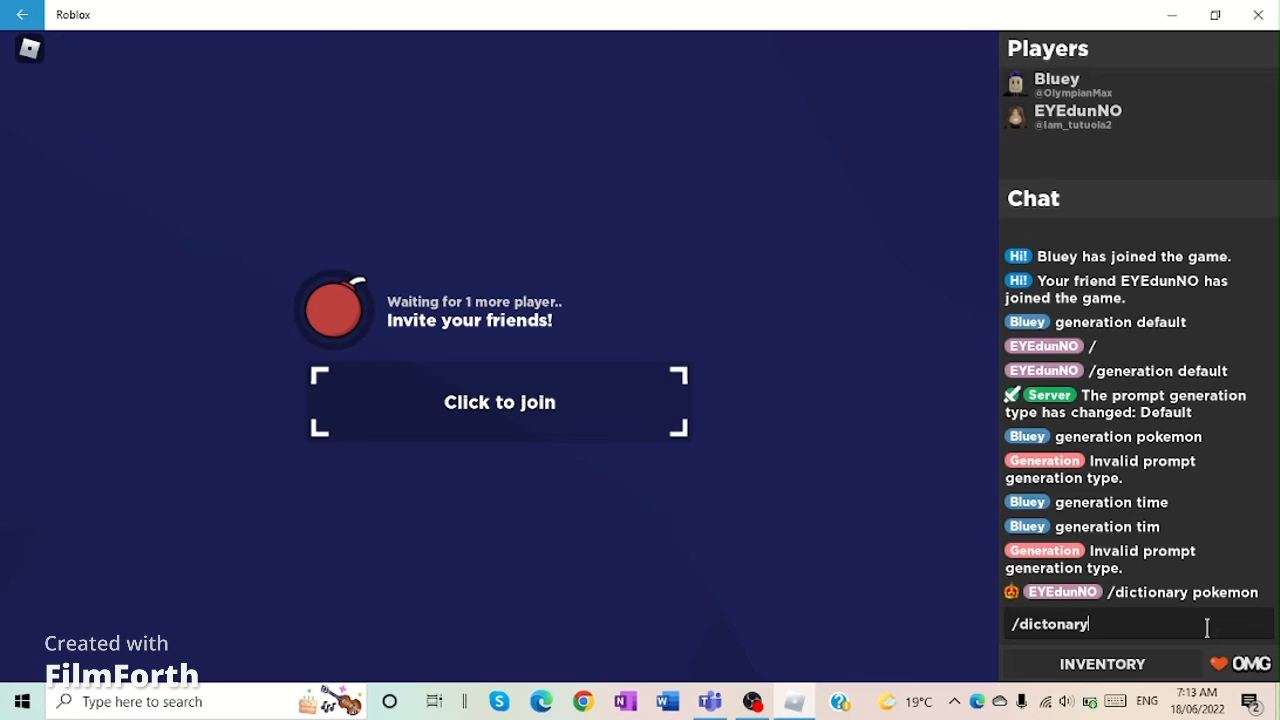 Roblox
Players
Bluey
@OlympianMax
EYEdunNO
@Iam_tutuola2
Chat
Hi! Bluey has joined the game.
Hi! Your friend EYEdunNO has
joined the game.
Bluey generation default
EYEdunNO /
EYEdunNO /generation default
Server The prompt generation
type has changed: Default
Bluey generation pokemon
Generation Invalid prompt
generation type.
Bluey generation time
Bluey generation tim
Generation Invalid prompt
generation type.
EYEdunNO /dictionary pokemon
/dictonary
INVENTORY
OMG
Waiting for 1 more player..
Invite your friends!
Click to join
Created with
FilmForth
Type here to search
19°C
ENG
7:13 AM
18/06/2022
2